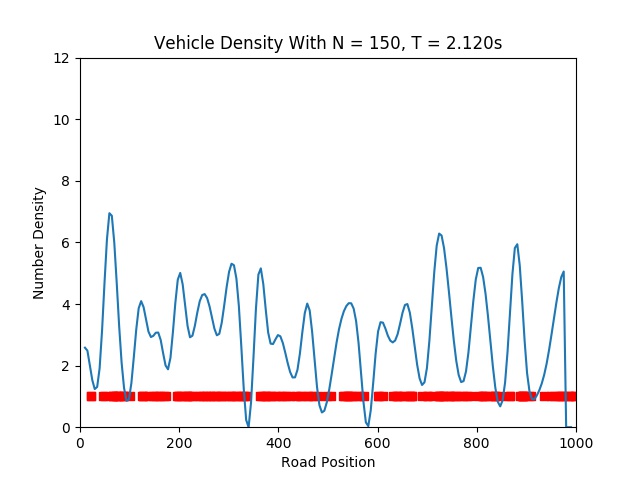 Vehicle Density With N = 150, T = 2.120s
12
10
8
6
4
2
0
Number Density
0 200 400 600 800 1000
Road Position